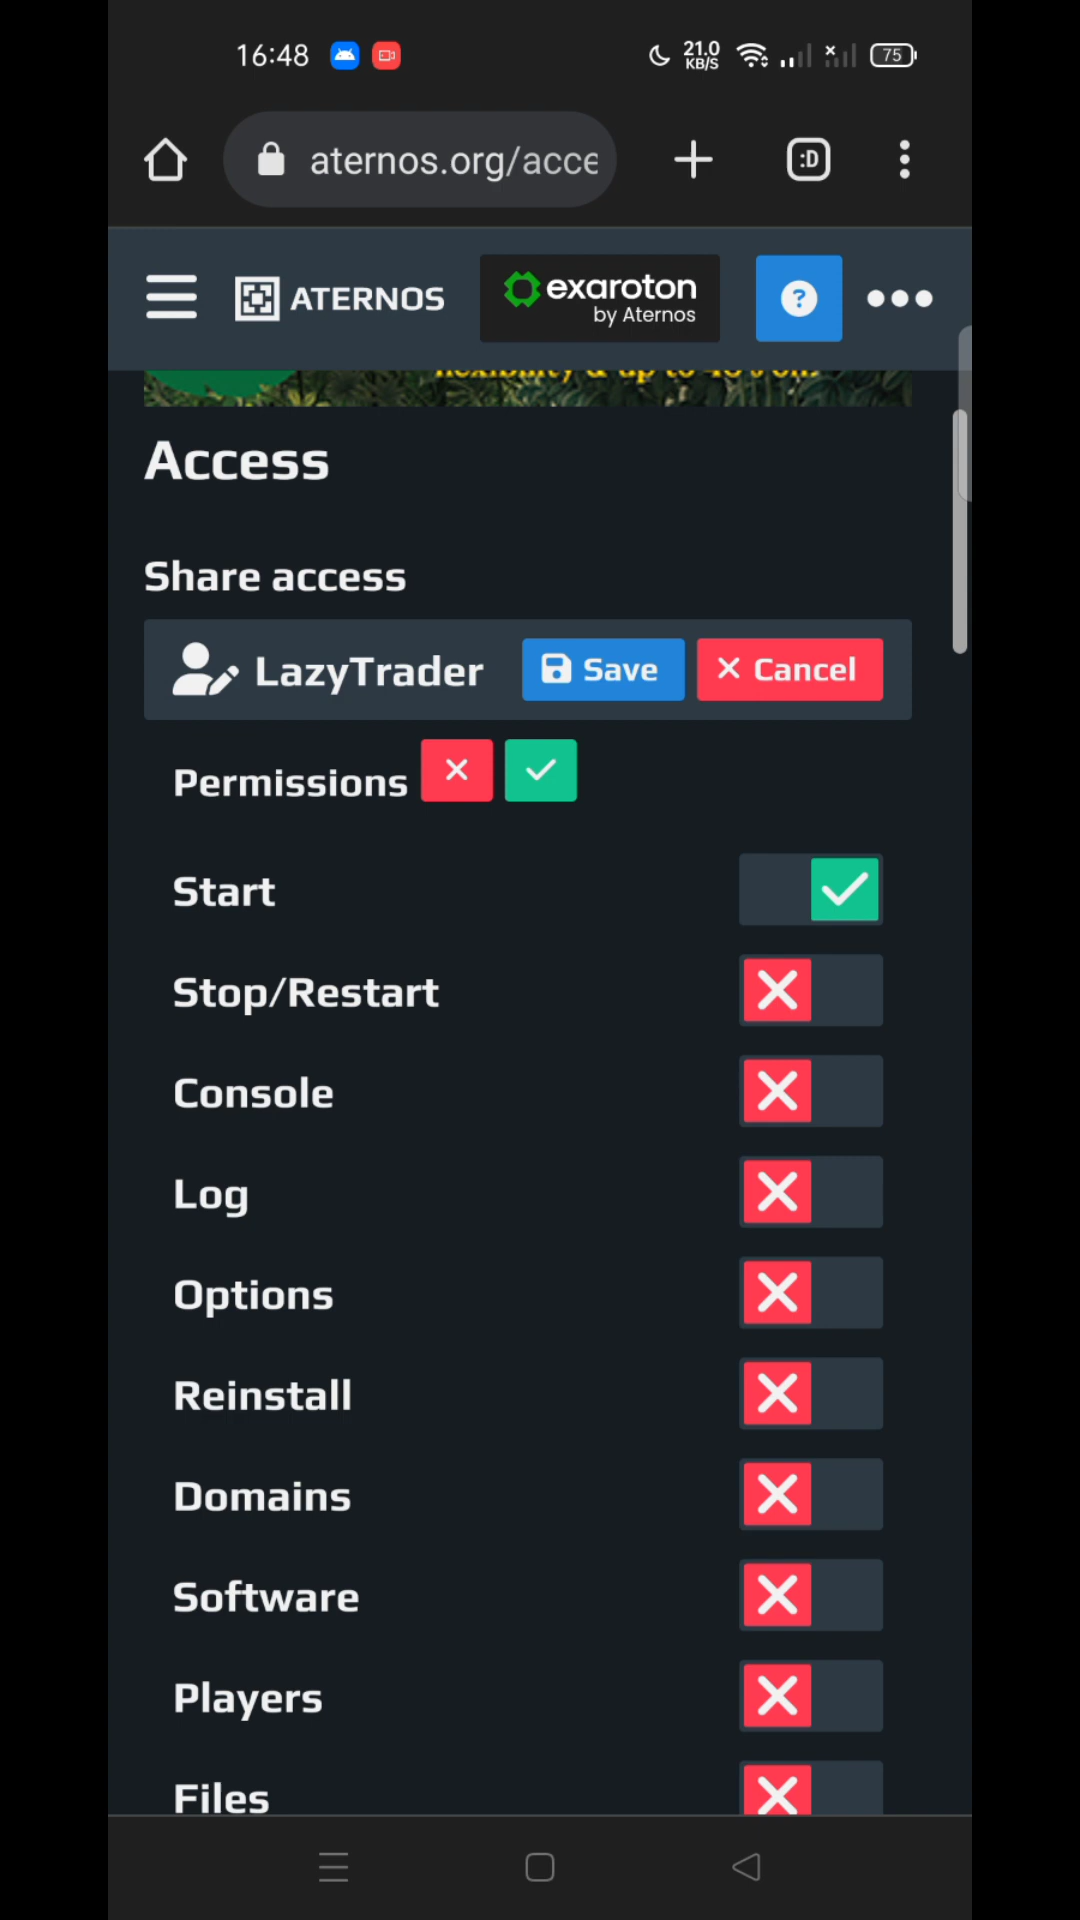 16:48
21.0
KB/S
75
aternos.org/acce
:D
ATERNOS
exaroton
by Aternos
?
Access
Share access
LazyTrader
Save
Cancel
Permissions
Start
Stop/Restart
Console
Log
Options
Reinstall
Domains
Software
Players
Files